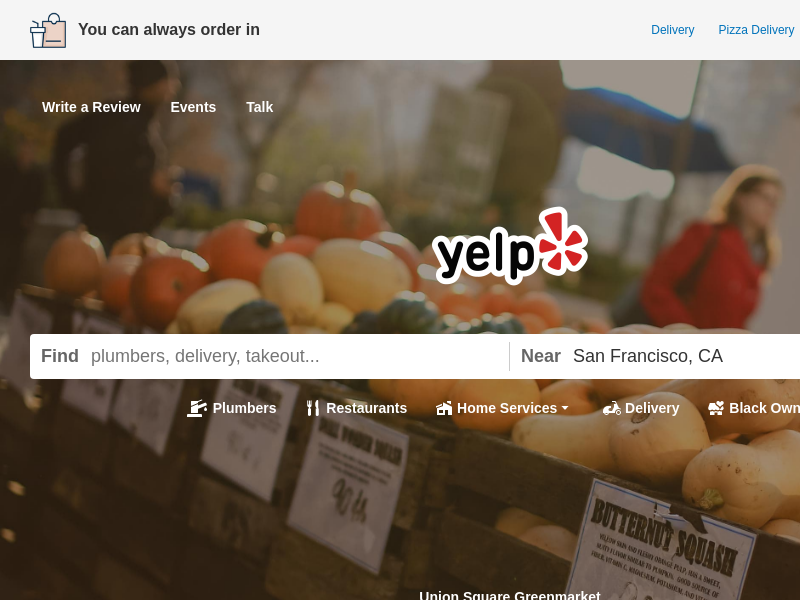 You can always order in
Delivery
Pizza Delivery
Write a Review
Events
Talk
yelp
Find
plumbers, delivery, takeout...
Near
San Francisco, CA
Plumbers
Restaurants
Home Services
Delivery
Black Own
BUTTERNUT SQUASH
Union Square Greenmarket